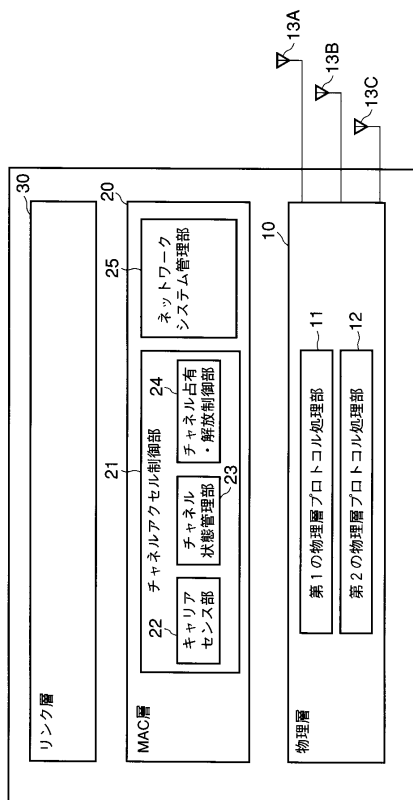 30
リンク層
20
MAC層
21
チャネルアクセル制御部
22
キャリア
センス部
チャネル
状態管理部
23
24
チャネル占有
・解放制御部
25
ネットワーク
システム管理部
10
物理層
第1の物理層プロトコル処理部
11
第2の物理層プロトコル処理部
12
13A
13B
13C